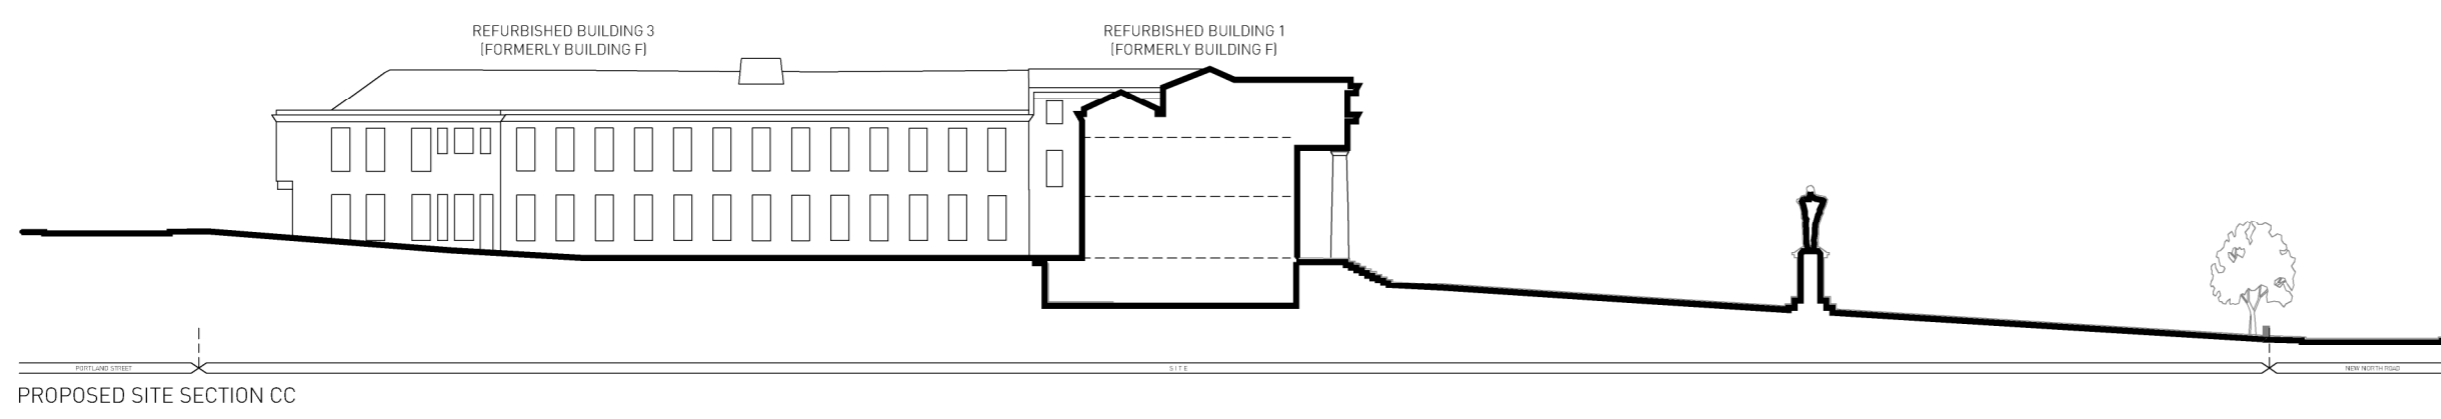 REFURBISHED BUILDING 3
(FORMERLY BUILDING F)
REFURBISHED BUILDING 1
(FORMERLY BUILDING F)
PORTLAND STREET
SITE
NEW NORTH ROAD
PROPOSED SITE SECTION CC